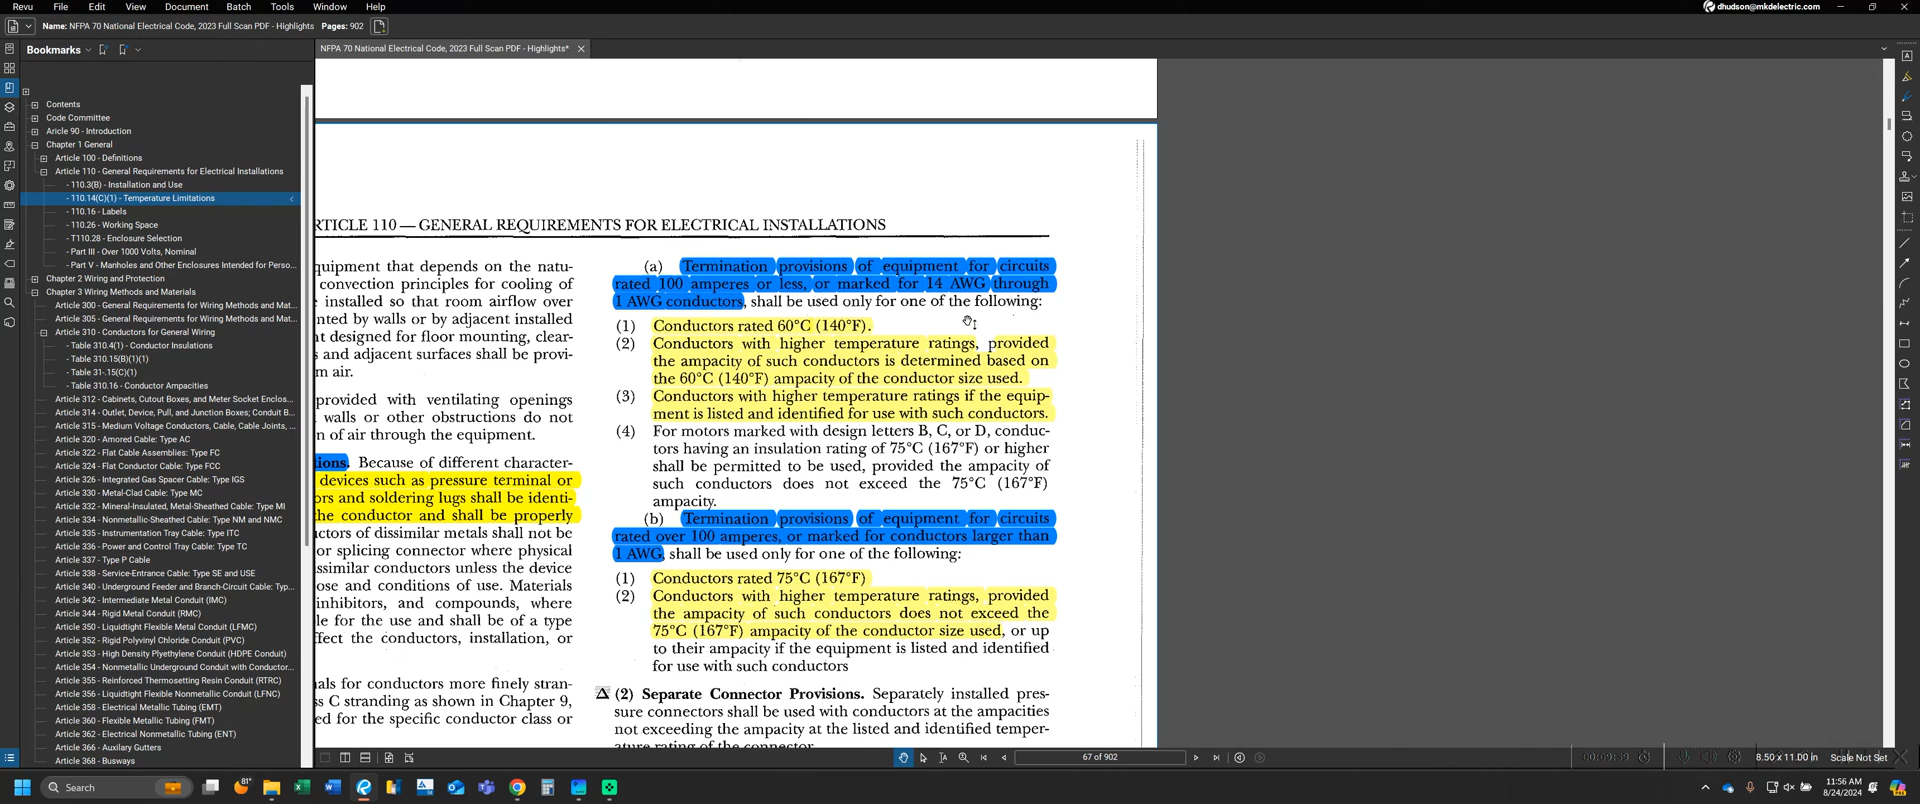 Revu File Edit View Document Batch Tools Window Help
dhudson@mkdelectric.com
Name: NFPA 70 National Electrical Code, 2023 Full Scan PDF - Highlights Pages: 902
Bookmarks
NFPA 70 National Electrical Code, 2023 Full Scan PDF - Highlights*
Contents
Code Committee
Aricle 90 - Introduction
Chapter 1 General
Article 100 - Definitions
Article 110 - General Requirements for Electrical Installations
- 110.3(B) - Installation and Use
- 110.14(C)(1) - Temperature Limitations
- 110.16 - Labels
- 110.26 - Working Space
- T110.28 - Enclosure Selection
- Part III - Over 1000 Volts, Nominal
- Part V - Manholes and Other Enclosures Intended for Perso...
Chapter 2 Wiring and Protection
Chapter 3 Wiring Methods and Materials
Article 300 - General Requirements for Wiring Methods and Mat...
Article 305 - General Requirements for Wiring Methods and Mat...
Article 310 - Conductors for General Wiring
- Table 310.4(1) - Conductor Insulations
- Table 310.15(B)(1)(1)
- Table 31-.15(C)(1)
- Table 310.16 - Conductor Ampacities
Article 312 - Cabinets, Cutout Boxes, and Meter Socket Enclos...
Article 314 - Outlet, Device, Pull, and Junction Boxes; Conduit B...
Article 315 - Medium Voltage Conductors, Cable, Cable Joints, ...
Article 320 - Amored Cable: Type AC
Article 322 - Flat Cable Assemblies: Type FC
Article 324 - Flat Conductor Cable: Type FCC
Article 326 - Integrated Gas Spacer Cable: Type IGS
Article 330 - Metal-Clad Cable: Type MC
Article 332 - Mineral-Insulated, Metal-Sheathed Cable: Type MI
Article 334 - Nonmetallic-Sheathed Cable: Type NM and NMC
Article 335 - Instrumentation Tray Cable: Type ITC
Article 336 - Power and Control Tray Cable: Type TC
Article 337 - Type P Cable
Article 338 - Service-Entrance Cable: Type SE and USE
Article 340 - Underground Feeder and Branch-Circuit Cable: Typ...
Article 342 - Intermediate Metal Conduit (IMC)
Article 344 - Rigid Metal Conduit (RMC)
Article 350 - Liquidtight Flexible Metal Conduit (LFMC)
Article 352 - Rigid Polyvinyl Chloride Conduit (PVC)
Article 353 - High Density Plyethylene Conduit (HDPE Conduit)
Article 354 - Nonmetallic Underground Conduit with Conductor...
Article 355 - Reinforced Thermosetting Resin Conduit (RTRC)
Article 356 - Liquidtight Flexible Nonmetallic Conduit (LFNC)
Article 358 - Electrical Metallic Tubing (EMT)
Article 360 - Flexible Metallic Tubing (FMT)
Article 362 - Electrical Nonmetallic Tubing (ENT)
Article 366 - Auxilary Gutters
Article 368 - Busways
RTICLE 110 — GENERAL REQUIREMENTS FOR ELECTRICAL INSTALLATIONS
quipment that depends on the natu-
convection principles for cooling of
installed so that room airflow over
nted by walls or by adjacent installed
t designed for floor mounting, clear-
s and adjacent surfaces shall be provi-
m air.
provided with ventilating openings
walls or other obstructions do not
n of air through the equipment.
ions. Because of different character-
devices such as pressure terminal or
ors and soldering lugs shall be identi-
the conductor and shall be properly
ctors of dissimilar metals shall not be
or splicing connector where physical
issimilar conductors unless the device
ose and conditions of use. Materials
inhibitors, and compounds, where
le for the use and shall be of a type
ffect the conductors, installation, or
als for conductors more finely stran-
s C stranding as shown in Chapter 9,
ed for the specific conductor class or
(a) Termination provisions of equipment for circuits
rated 100 amperes or less, or marked for 14 AWG through
1 AWG conductors, shall be used only for one of the following:
(1) Conductors rated 60°C (140°F).
(2) Conductors with higher temperature ratings, provided
the ampacity of such conductors is determined based on
the 60°C (140°F) ampacity of the conductor size used.
(3) Conductors with higher temperature ratings if the equip-
ment is listed and identified for use with such conductors.
(4) For motors marked with design letters B, C, or D, conduc-
tors having an insulation rating of 75°C (167°F) or higher
shall be permitted to be used, provided the ampacity of
such conductors does not exceed the 75°C (167°F)
ampacity.
(b) Termination provisions of equipment for circuits
rated over 100 amperes, or marked for conductors larger than
1 AWG, shall be used only for one of the following:
(1) Conductors rated 75°C (167°F)
(2) Conductors with higher temperature ratings, provided
the ampacity of such conductors does not exceed the
75°C (167°F) ampacity of the conductor size used, or up
to their ampacity if the equipment is listed and identified
for use with such conductors
Δ (2) Separate Connector Provisions. Separately installed pres-
sure connectors shall be used with conductors at the ampacities
not exceeding the ampacity at the listed and identified temper-
ature rating of the connector.
67 of 902
8.50 x 11.00 in
Scale Not Set
Search
81°
11:56 AM
8/24/2024